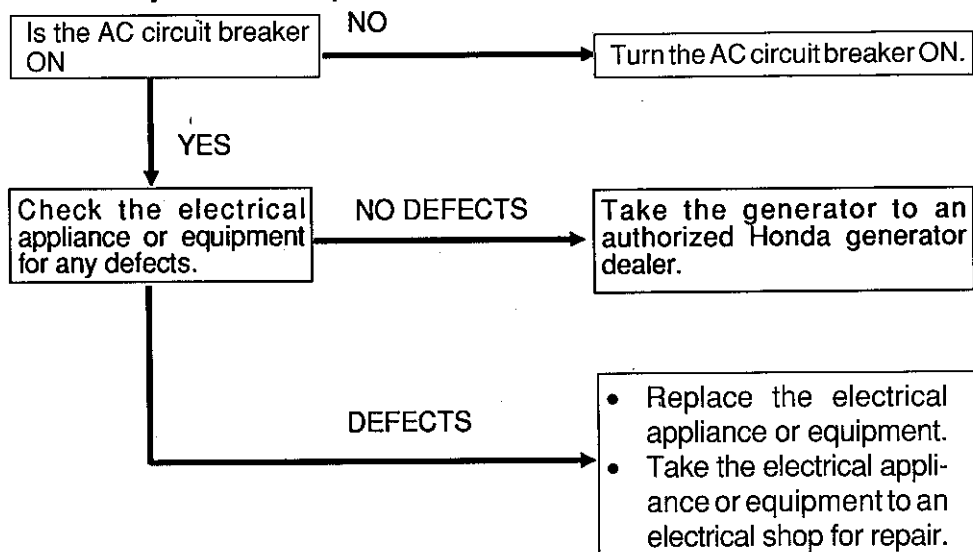 Is the AC circuit breaker
ON
NO
Turn the AC circuit breaker ON.
YES
Check the electrical
appliance or equipment
for any defects.
NO DEFECTS
Take the generator to an
authorized Honda generator
dealer.
DEFECTS
• Replace the electrical
appliance or equipment.
• Take the electrical appli-
ance or equipment to an
electrical shop for repair.